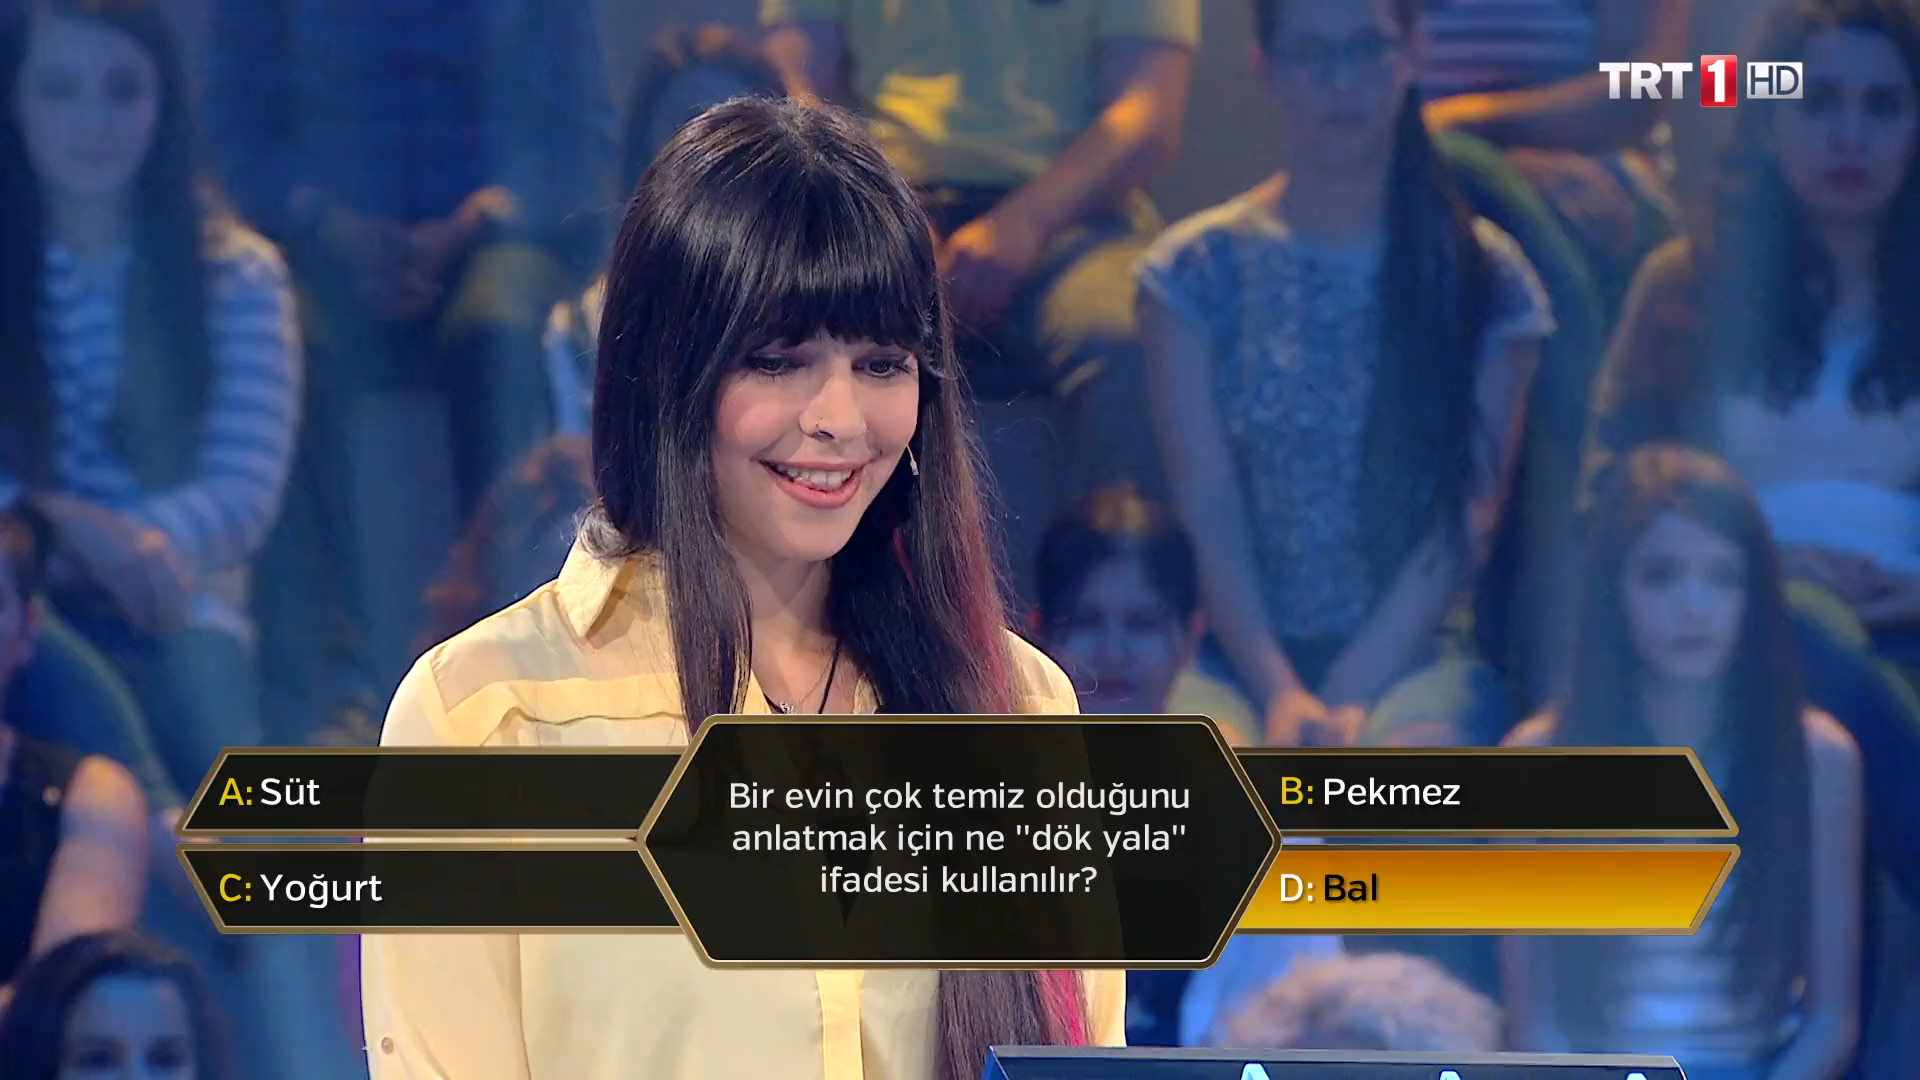 TRT 1 HD
Bir evin çok temiz olduğunu
anlatmak için ne "dök yala"
ifadesi kullanılır?
A: Süt
B: Pekmez
C: Yoğurt
D: Bal